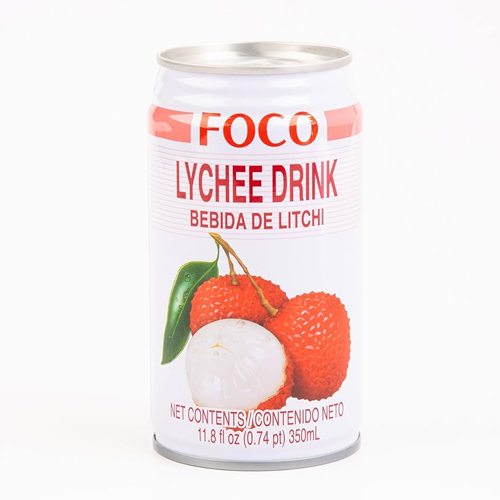 FOCO
LYCHEE DRINK
BEBIDA DE LITCHI
NET CONTENTS/CONTENIDO NETO
11.8 fl oz (0.74 pt) 350mL